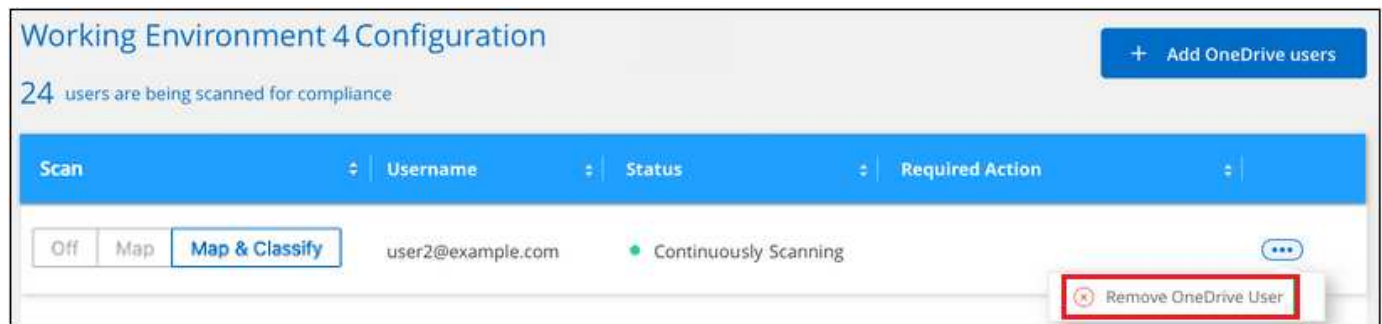 Working Environment 4 Configuration
+ Add OneDrive users
24 users are being scanned for compliance
Scan Username Status Required Action
Off Map Map & Classify user2@example.com Continuously Scanning
Remove OneDrive User